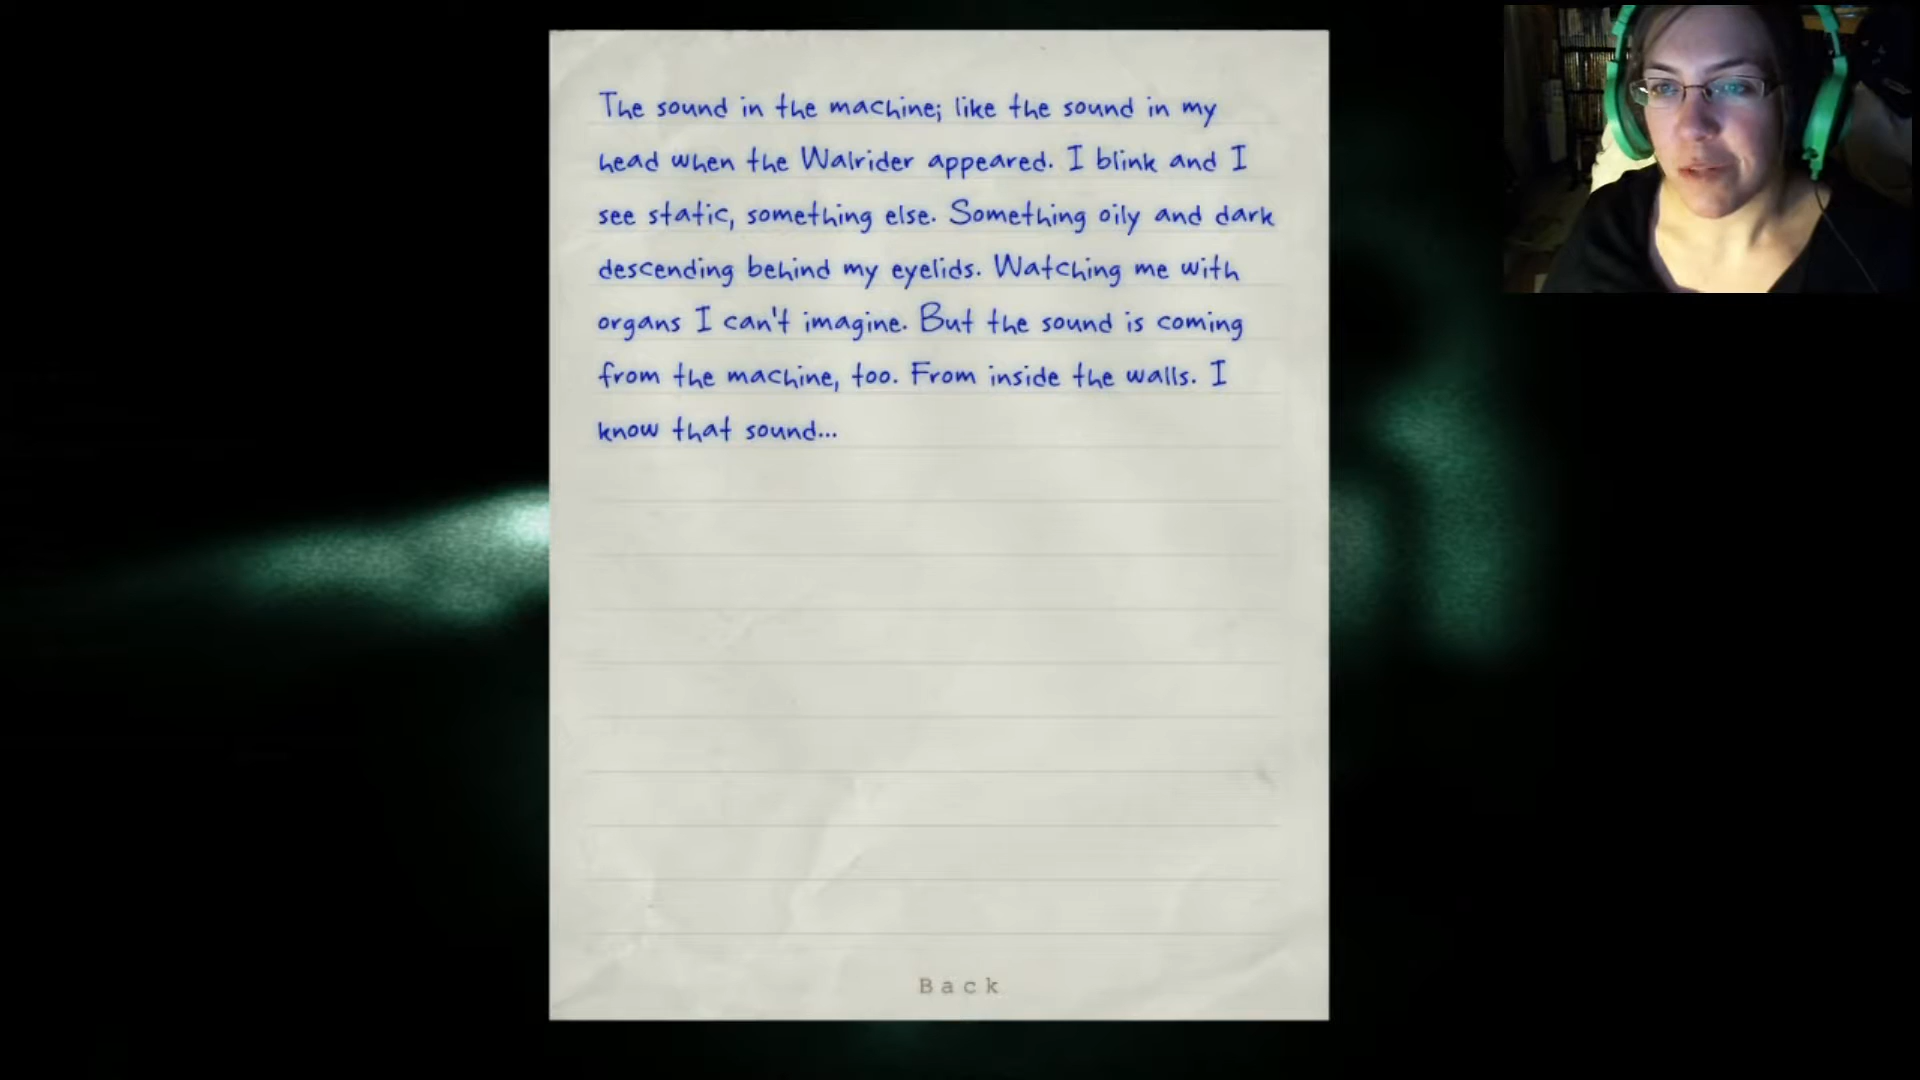 The sound in the machine; like the sound in my
head when the Walrider appeared. I blink and I
see static, something else. Something oily and dark
descending behind my eyelids. Watching me with
organs I can't imagine. But the sound is coming
from the machine, too. From inside the walls. I
know that sound...
Back